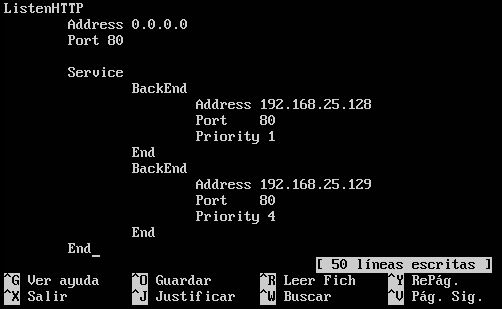 ListenHTTP
Address 0.0.0.0
Port 80
Service
BackEnd
Address 192.168.25.128
Port 80
Priority 1
End
BackEnd
Address 192.168.25.129
Port 80
Priority 4
End
End_
[ 50 líneas escritas ]
^G Ver ayuda ^O Guardar ^R Leer Fich ^Y RePág.
^X Salir ^J Justificar ^W Buscar ^V Pág. Sig.